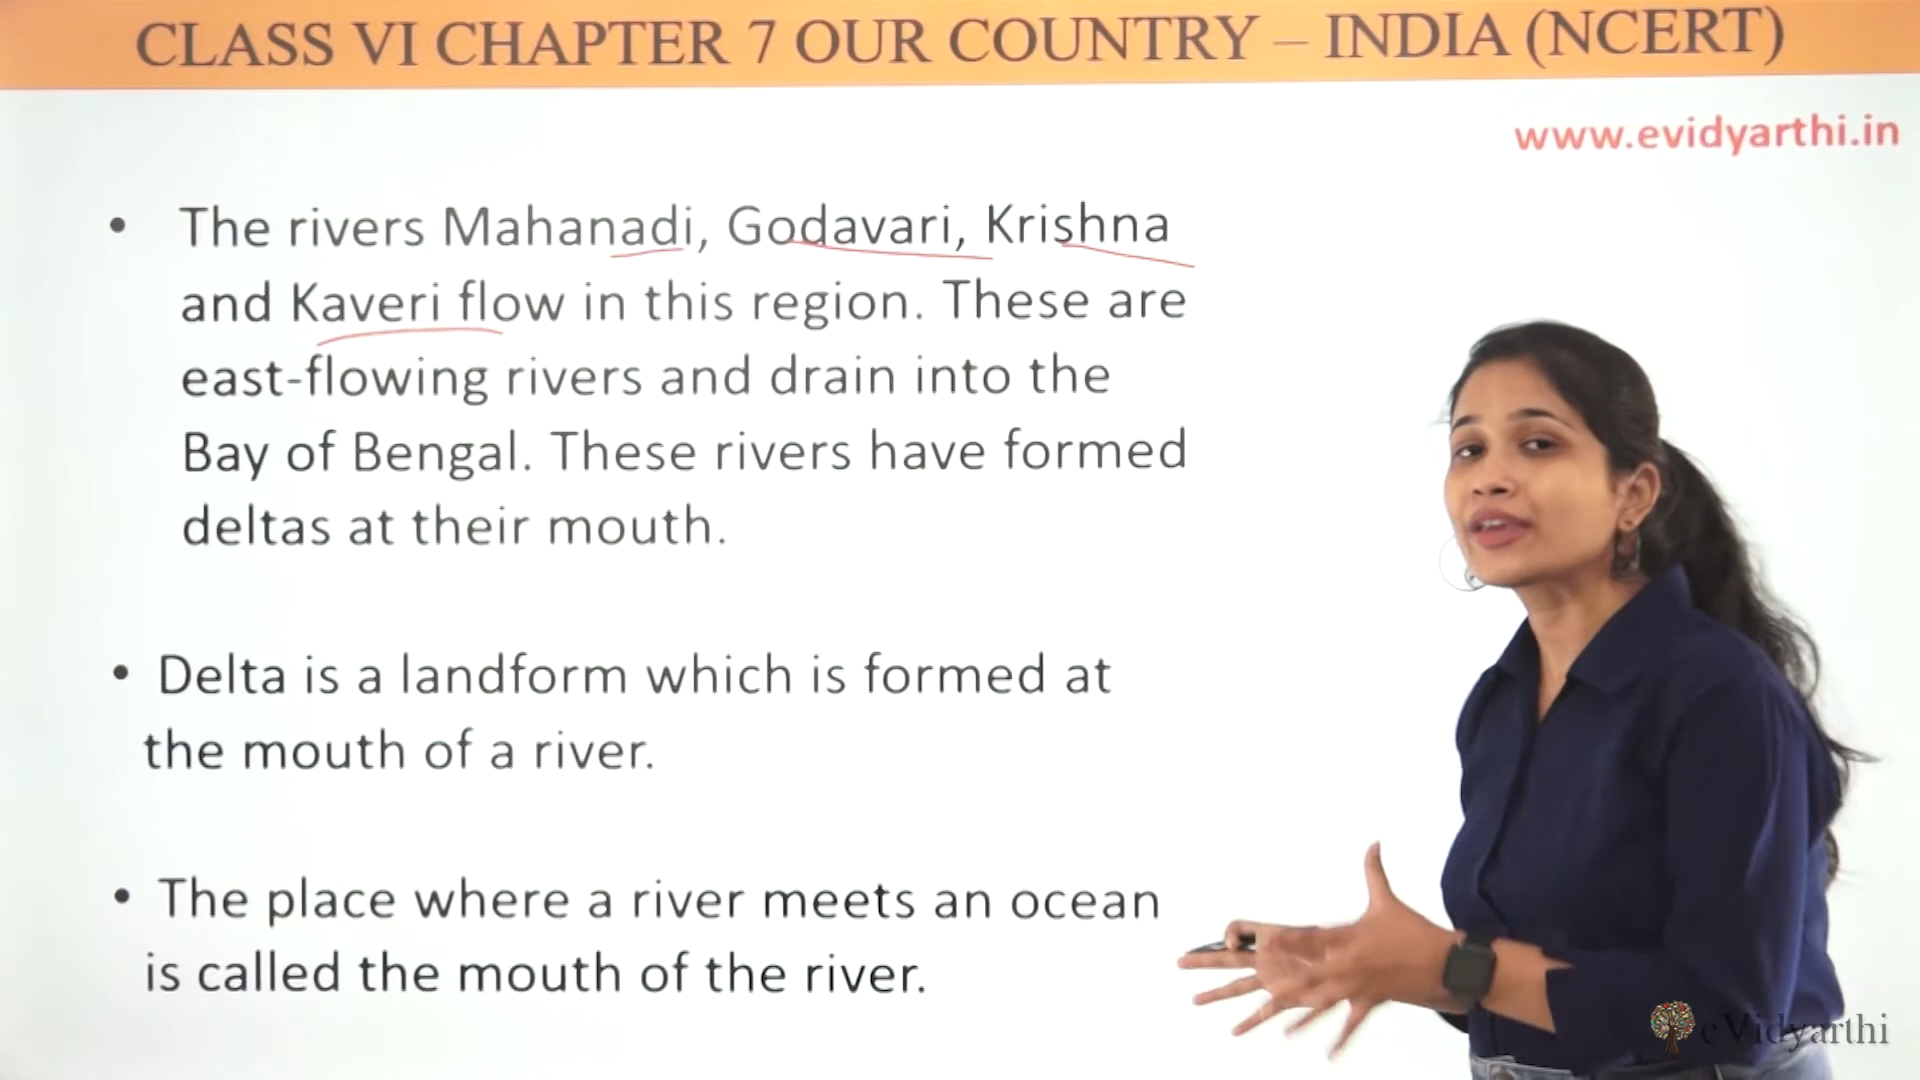 CLASS VI CHAPTER 7 OUR COUNTRY – INDIA (NCERT)
www.evidyarthi.in
• The rivers Mahanadi, Godavari, Krishna
and Kaveri flow in this region. These are
east-flowing rivers and drain into the
Bay of Bengal. These rivers have formed
deltas at their mouth.
• Delta is a landform which is formed at
the mouth of a river.
• The place where a river meets an ocean
is called the mouth of the river.
eVidyarthi